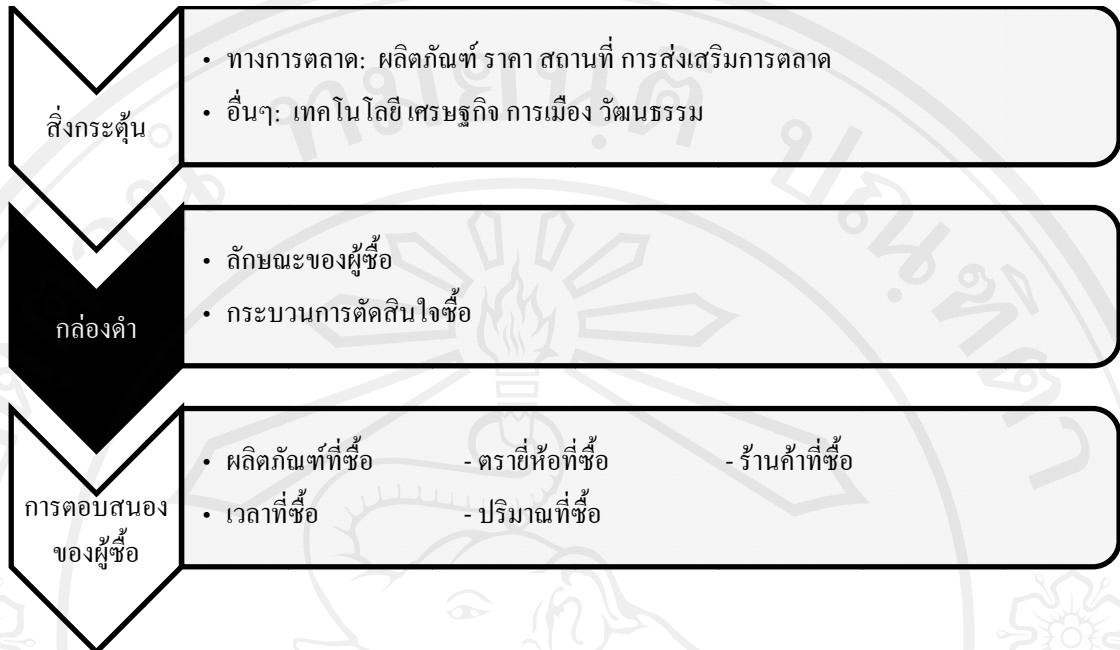 สิ่งกระตุ้น
• ทางการตลาด: ผลิตภัณฑ์ ราคา สถานที่ การส่งเสริมการตลาด
• อื่นๆ: เทคโนโลยี เศรษฐกิจ การเมือง วัฒนธรรม
กล่องดำ
• ลักษณะของผู้ซื้อ
• กระบวนการตัดสินใจซื้อ
การตอบสนอง
ของผู้ซื้อ
• ผลิตภัณฑ์ที่ซื้อ - ตรายี่ห้อที่ซื้อ - ร้านค้าที่ซื้อ
• เวลาที่ซื้อ - ปริมาณที่ซื้อ